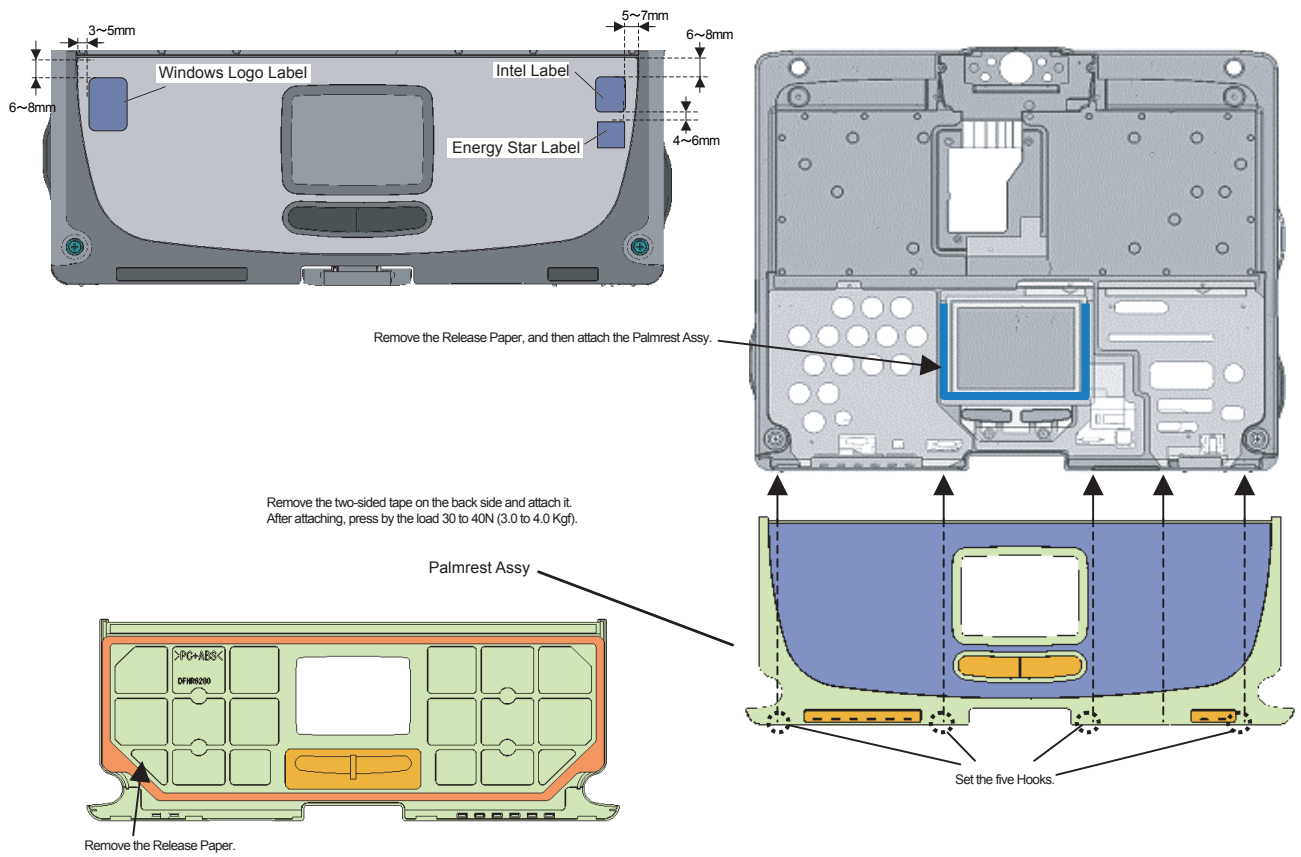 3～5mm
5～7mm
6～8mm
Windows Logo Label
Intel Label
6～8mm
4～6mm
Energy Star Label
Remove the Release Paper, and then attach the Palmrest Assy.
Remove the two-sided tape on the back side and attach it.
After attaching, press by the load 30 to 40N (3.0 to 4.0 Kgf).
Palmrest Assy
>PC+ABS<
DFHR6280
Set the five Hooks.
Remove the Release Paper.